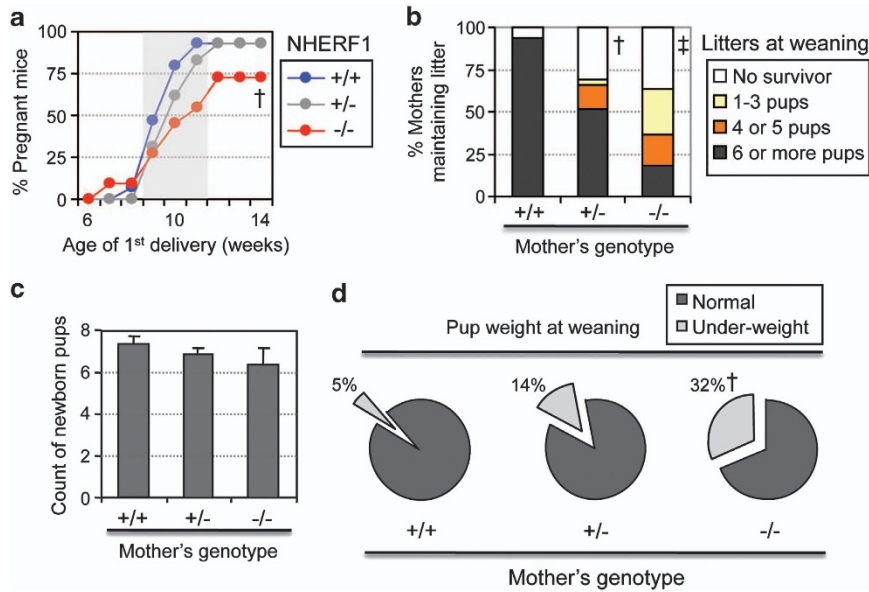 a
100
75
50
25
0
% Pregnant mice
6
10
14
Age of 1st delivery (weeks)
NHERF1
+/+
+/-
-/-
†
b
100
75
50
25
0
% Mothers
maintaining litter
†
‡
+/+
+/-
-/-
Mother's genotype
Litters at weaning
No survivor
1-3 pups
4 or 5 pups
6 or more pups
c
8
6
4
2
0
Count of newborn pups
+/+
+/-
-/-
Mother's genotype
d
Normal
Under-weight
Pup weight at weaning
5%
14%
32%†
+/+
+/-
-/-
Mother's genotype